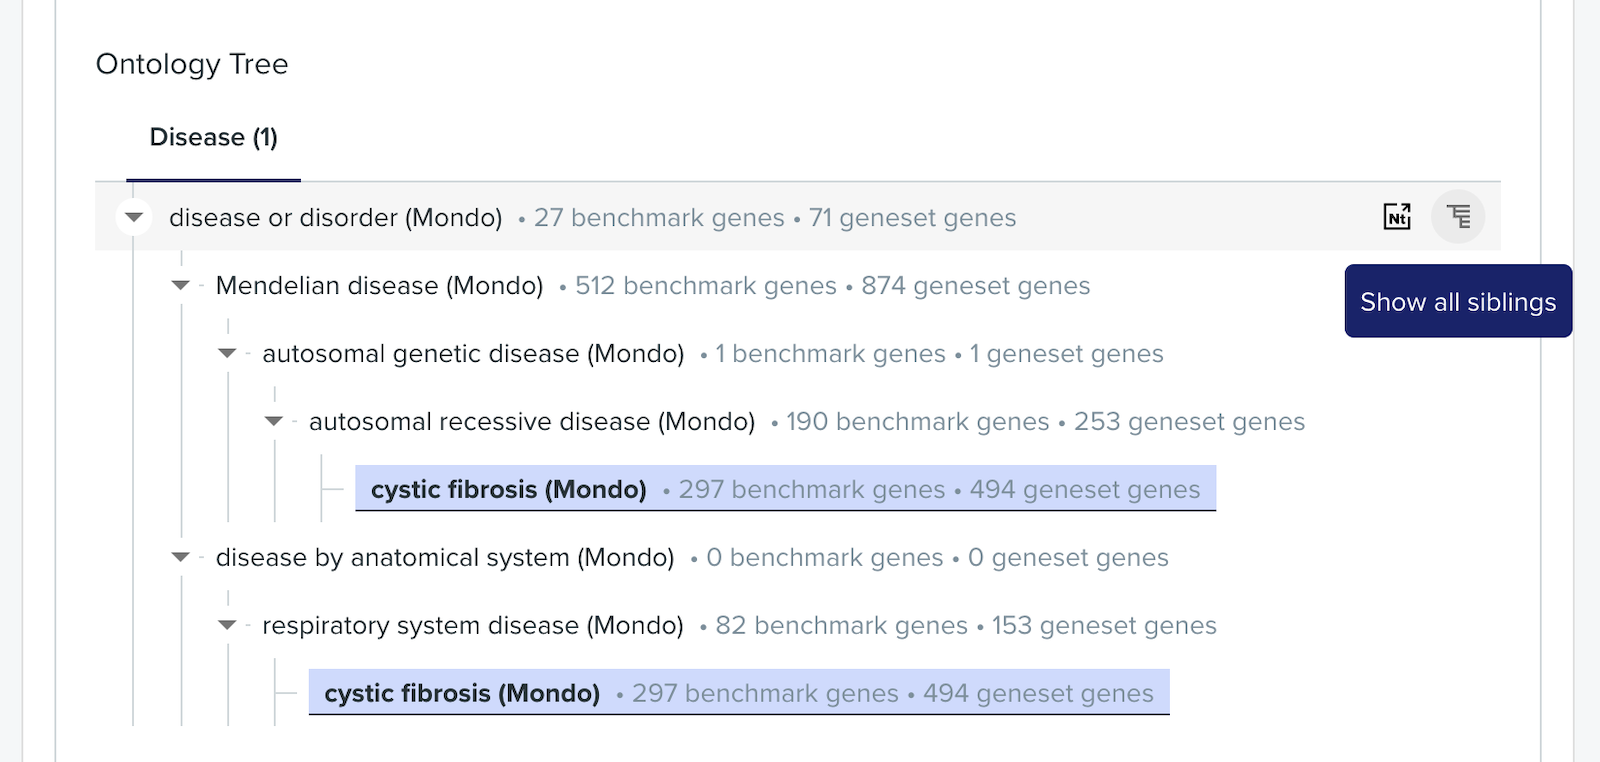 Ontology Tree
Disease (1)
disease or disorder (Mondo) • 27 benchmark genes • 71 geneset genes Nt
Show all siblings
Mendelian disease (Mondo) • 512 benchmark genes • 874 geneset genes
autosomal genetic disease (Mondo) • 1 benchmark genes • 1 geneset genes
autosomal recessive disease (Mondo) • 190 benchmark genes • 253 geneset genes
cystic fibrosis (Mondo) • 297 benchmark genes • 494 geneset genes
disease by anatomical system (Mondo) • 0 benchmark genes • 0 geneset genes
respiratory system disease (Mondo) • 82 benchmark genes • 153 geneset genes
cystic fibrosis (Mondo) • 297 benchmark genes • 494 geneset genes